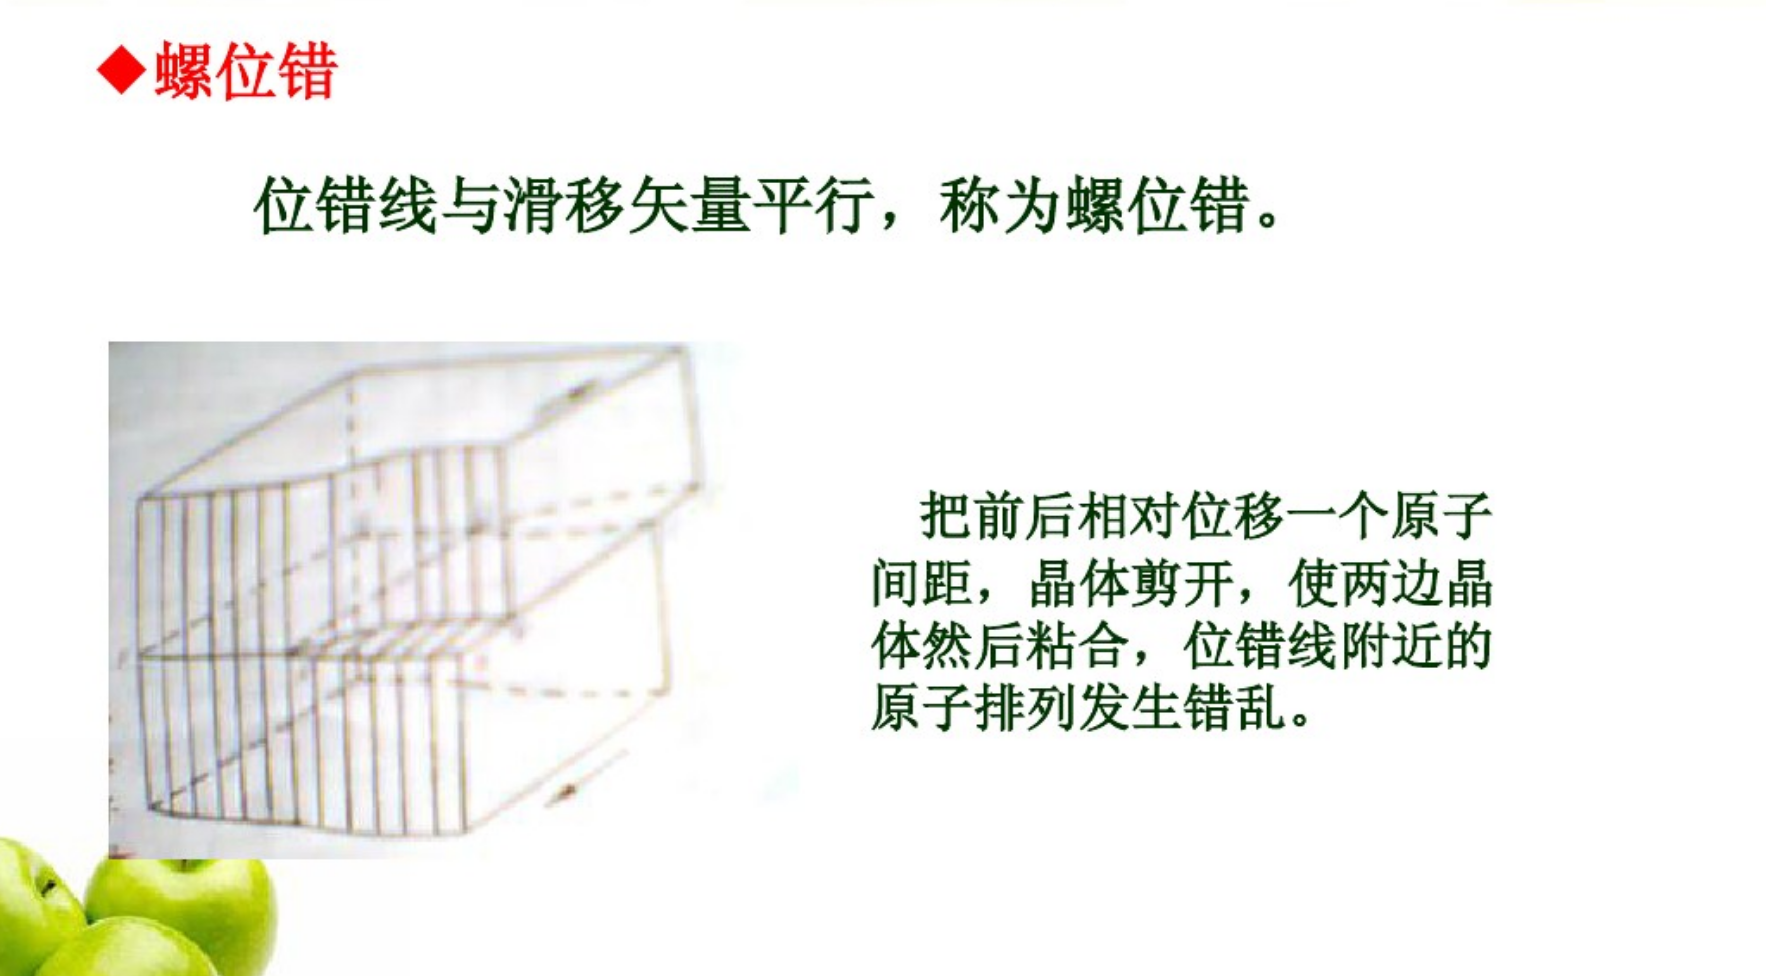 ◆螺位错
位错线与滑移矢量平行，称为螺位错。
把前后相对位移一个原子
间距，晶体剪开，使两边晶
体然后粘合，位错线附近的
原子排列发生错乱。